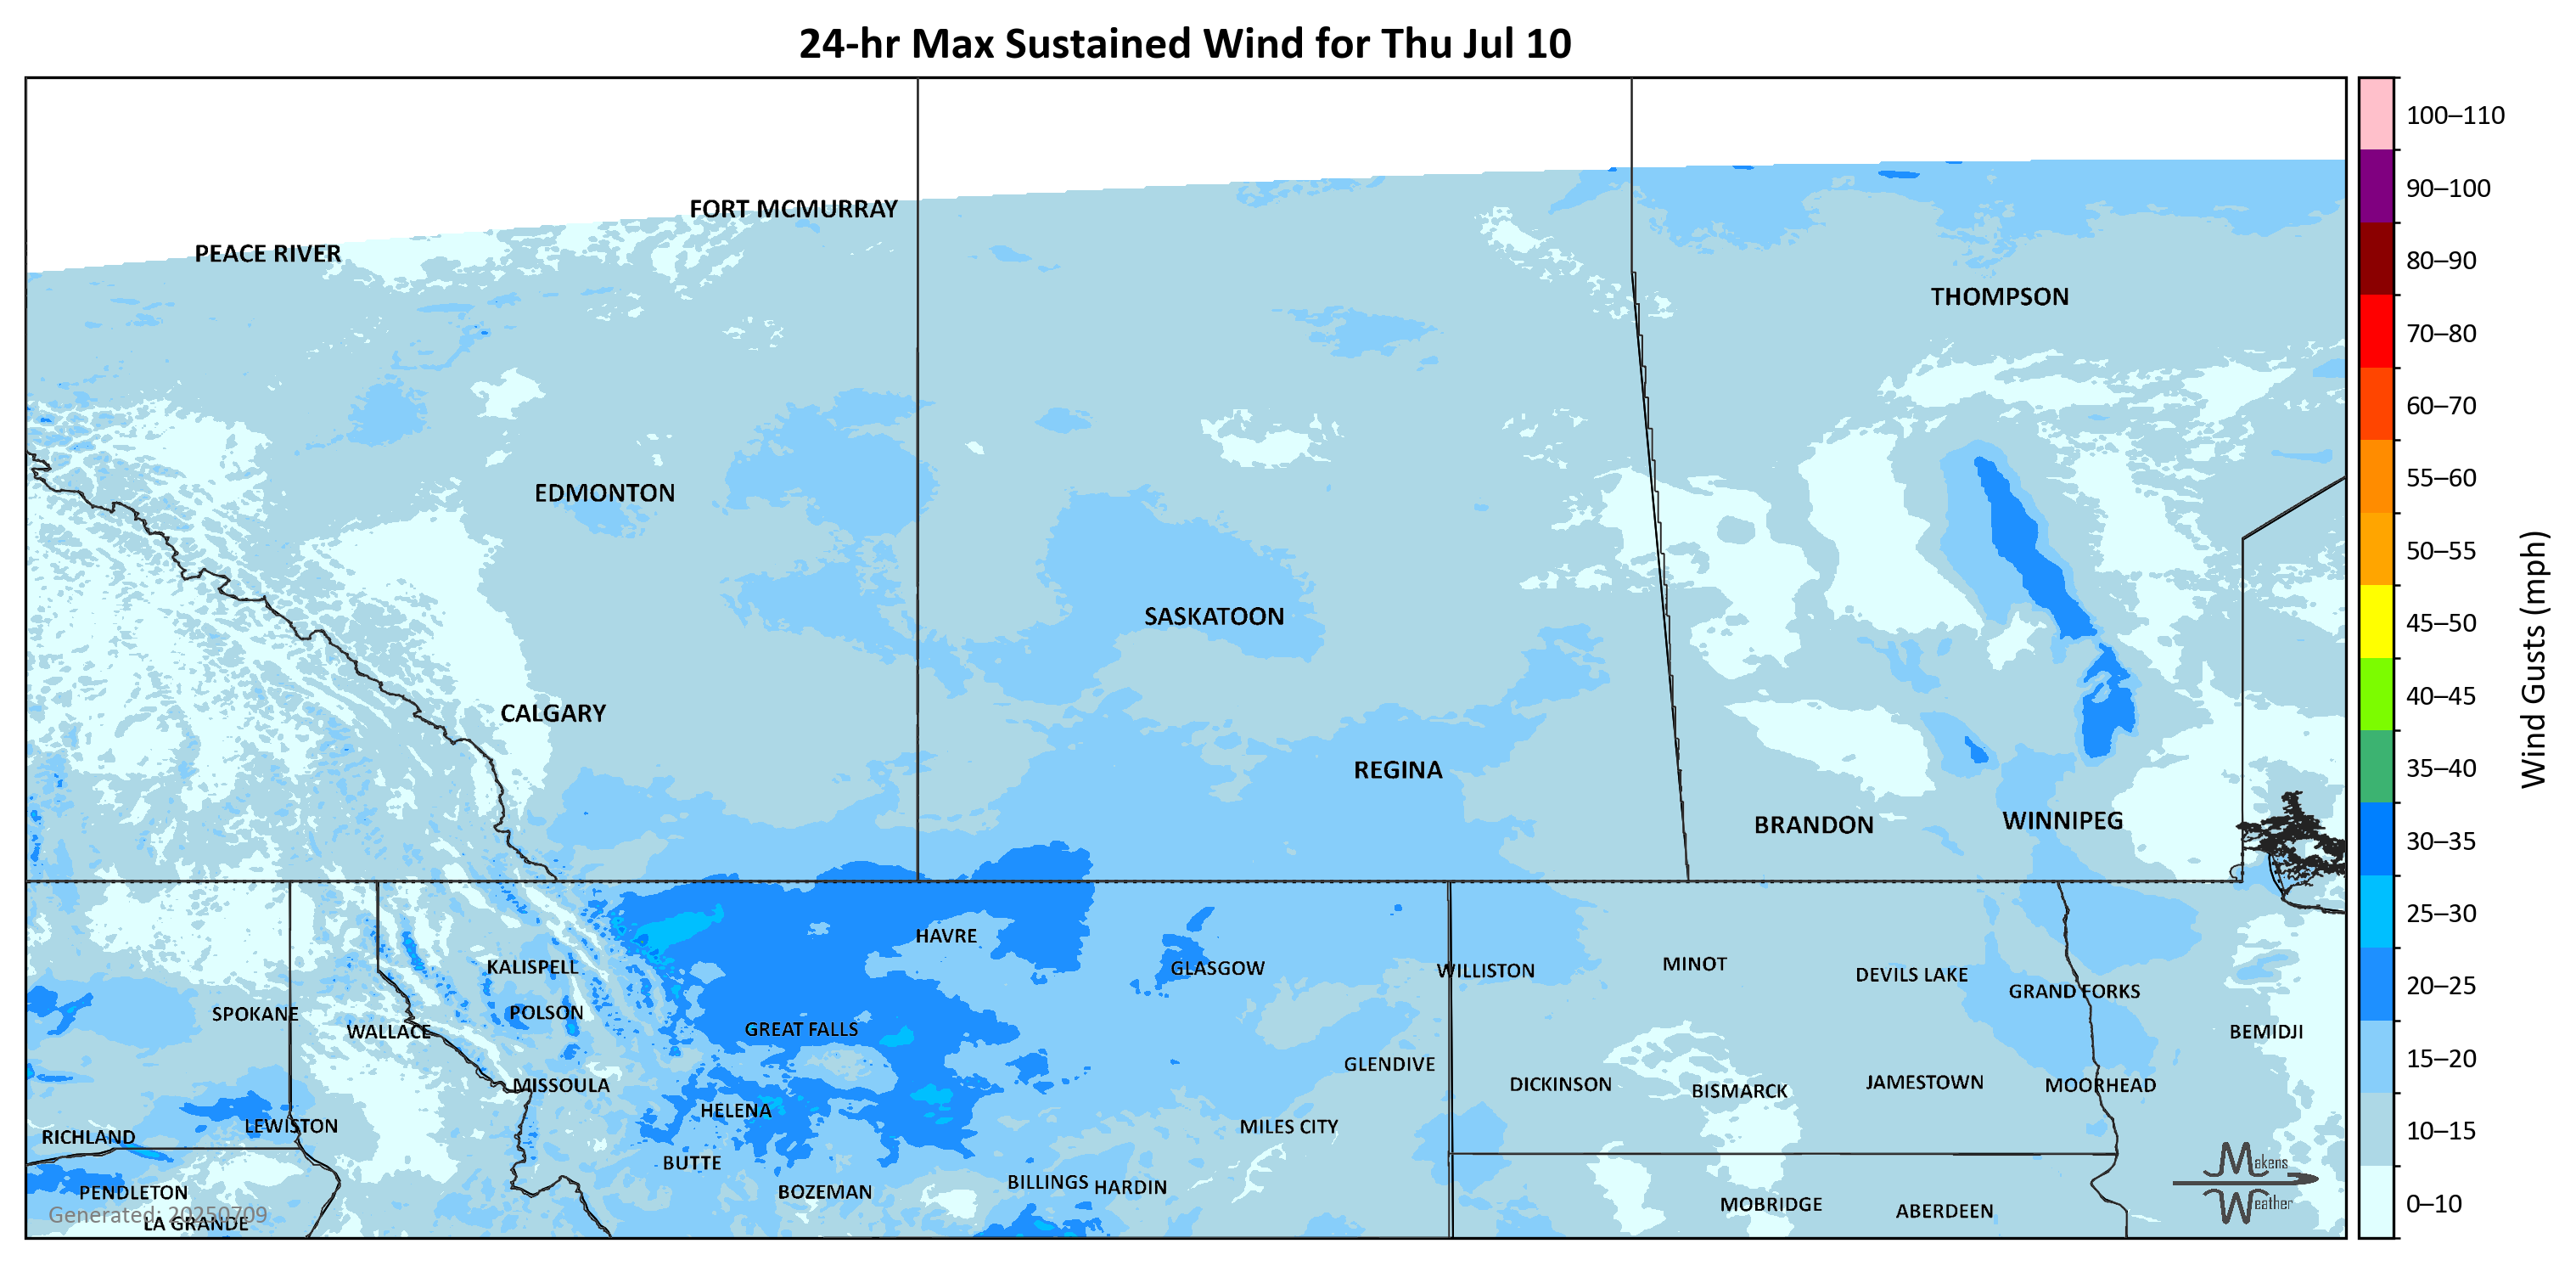 24-hr Max Sustained Wind for Thu Jul 10
100–110
FORT MCMURRAY
90–100
PEACE RIVER
80–90
THOMPSON
70–80
60–70
EDMONTON
55–60
50–55
SASKATOON
45–50
Wind Gusts (mph)
CALGARY
40–45
REGINA
35–40
BRANDON
WINNIPEG
30–35
25–30
HAVRE
KALISPELL
GLASGOW
WILLISTON
MINOT
DEVILS LAKE
20–25
GRAND FORKS
SPOKANE
POLSON
WALLACE
GREAT FALLS
BEMIDJI
15–20
GLENDIVE
MISSOULA
DICKINSON
BISMARCK
JAMESTOWN
MOORHEAD
HELENA
LEWISTON
MILES CITY
10–15
RICHLAND
BUTTE
Makens
Weather
PENDLETON
BOZEMAN
BILLINGS
HARDIN
MOBRIDGE
ABERDEEN
0–10
Generated: 20250709
LA GRANDE